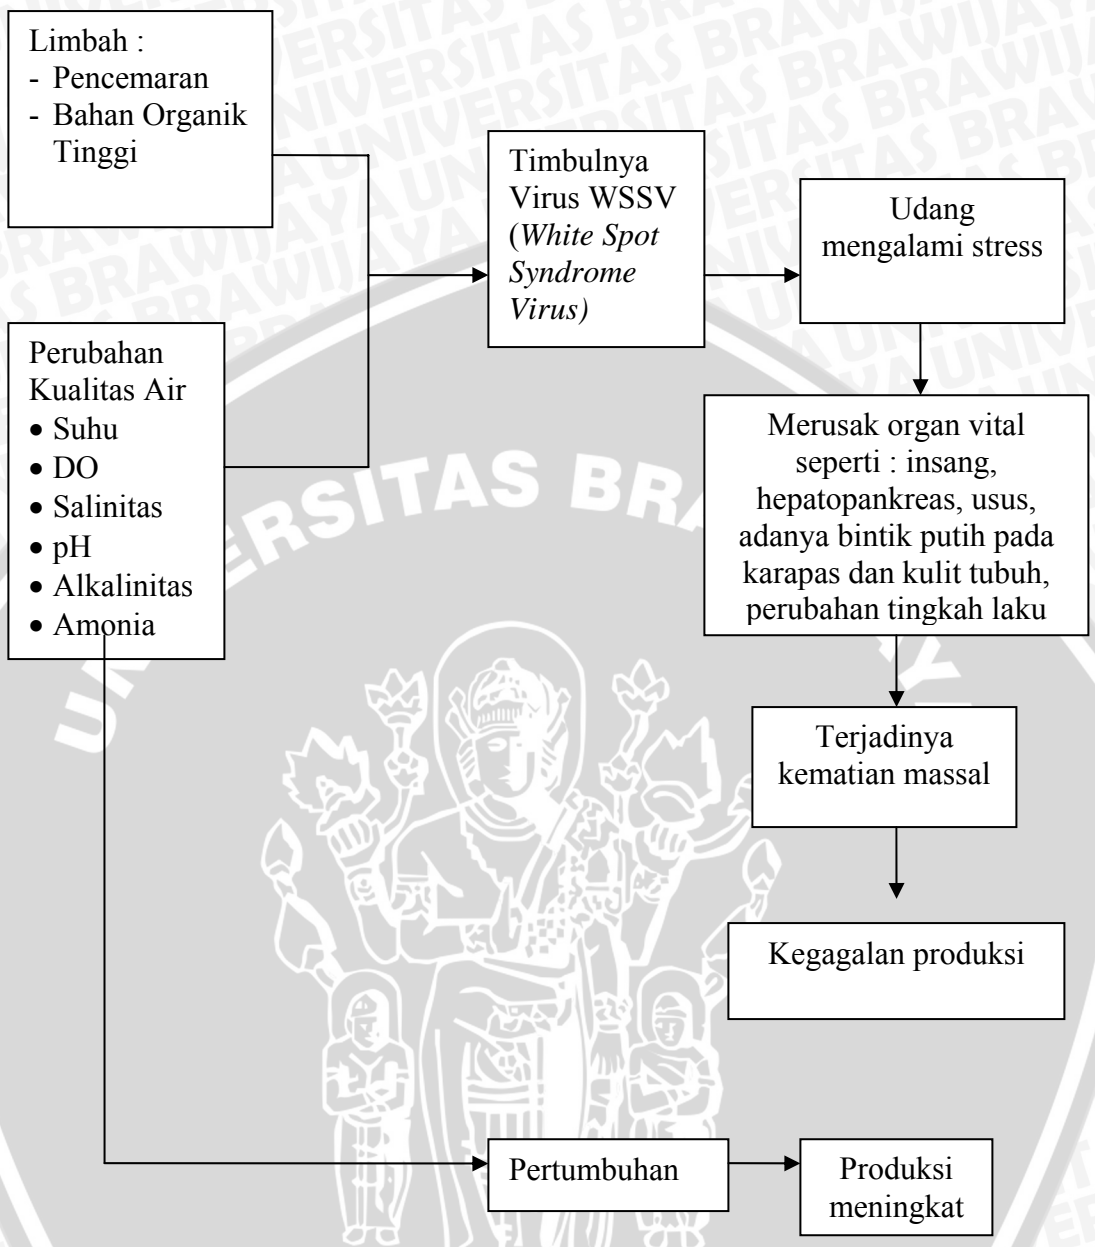 Limbah :
- Pencemaran
- Bahan Organik
Tinggi
Timbulnya
Virus WSSV
(White Spot
Syndrome
Virus)
Udang
mengalami stress
Perubahan
Kualitas Air
• Suhu
• DO
• Salinitas
• pH
• Alkalinitas
• Amonia
Merusak organ vital
seperti : insang,
hepatopankreas, usus,
adanya bintik putih pada
karapas dan kulit tubuh,
perubahan tingkah laku
Terjadinya
kematian massal
Kegagalan produksi
Pertumbuhan
Produksi
meningkat